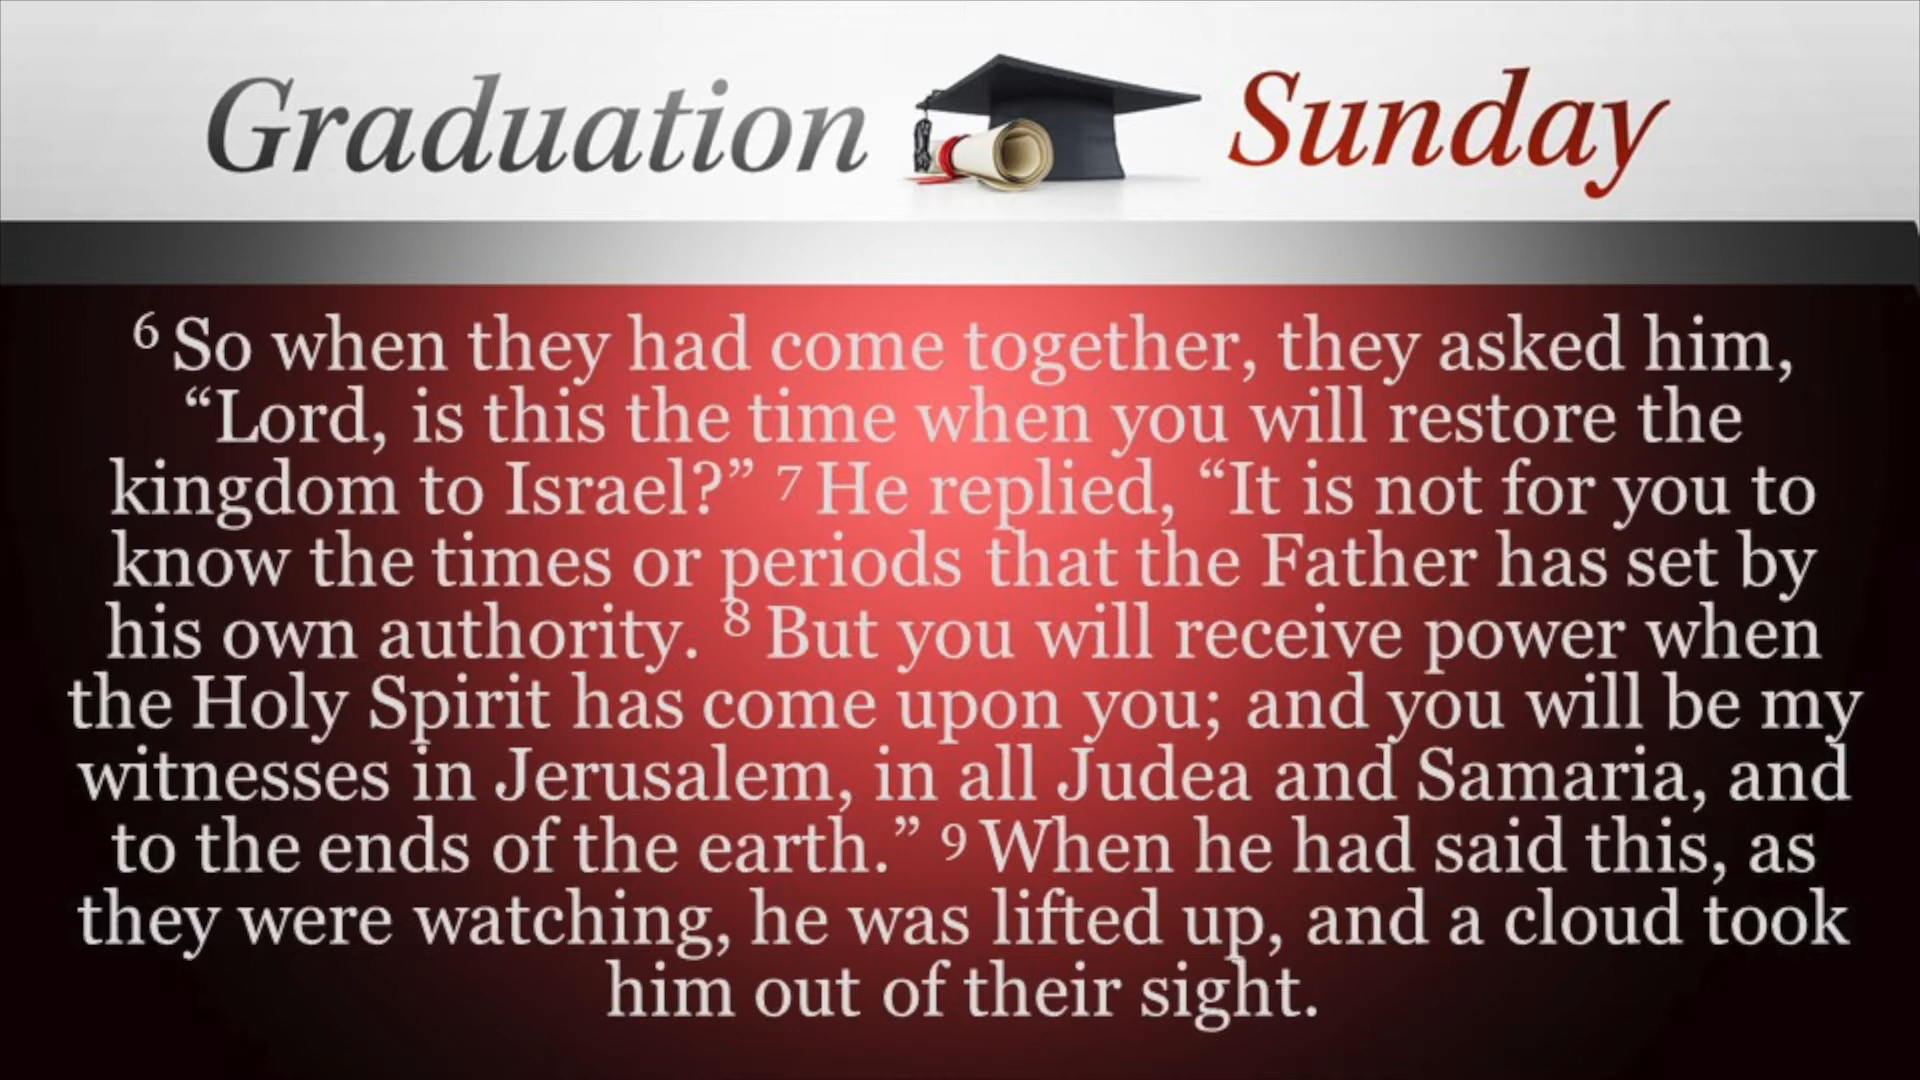 Graduation Sunday
⁶ So when they had come together, they asked him,
“Lord, is this the time when you will restore the
kingdom to Israel?” ⁷ He replied, “It is not for you to
know the times or periods that the Father has set by
his own authority. ⁸ But you will receive power when
the Holy Spirit has come upon you; and you will be my
witnesses in Jerusalem, in all Judea and Samaria, and
to the ends of the earth.” ⁹ When he had said this, as
they were watching, he was lifted up, and a cloud took
him out of their sight.